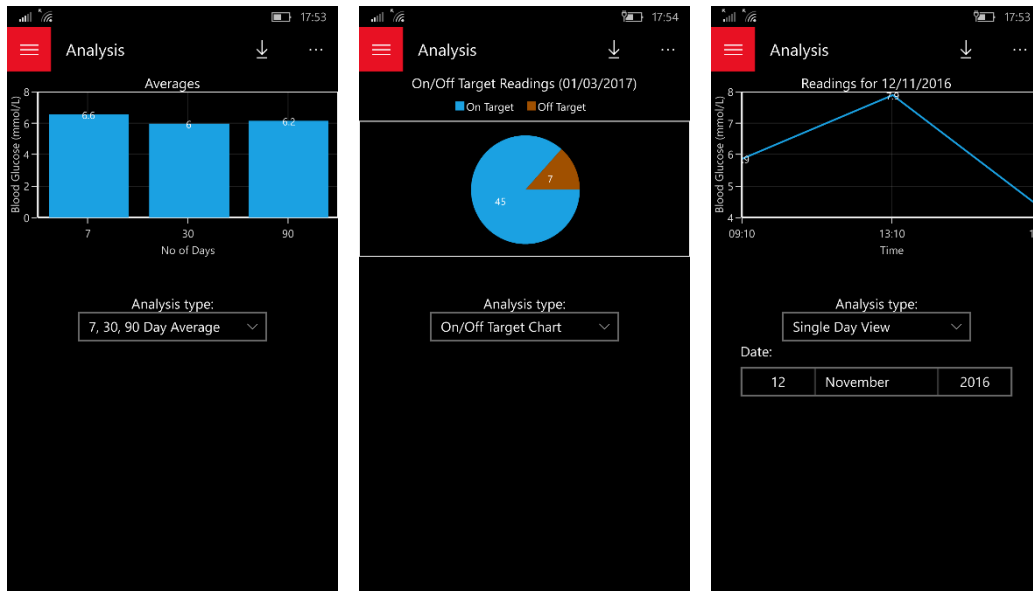 17:53
Analysis
Averages
8
6
4
2
0
Blood Glucose (mmol/L)
6.6
6
6.2
7 30 90
No of Days
Analysis type:
7, 30, 90 Day Average
17:54
Analysis
On/Off Target Readings (01/03/2017)
On Target Off Target
7
45
Analysis type:
On/Off Target Chart
17:53
Analysis
Readings for 12/11/2016
8
7
6
5
4
Blood Glucose (mmol/L)
9
7.9
09:10 13:10 1
Time
Analysis type:
Single Day View
Date:
12 November 2016